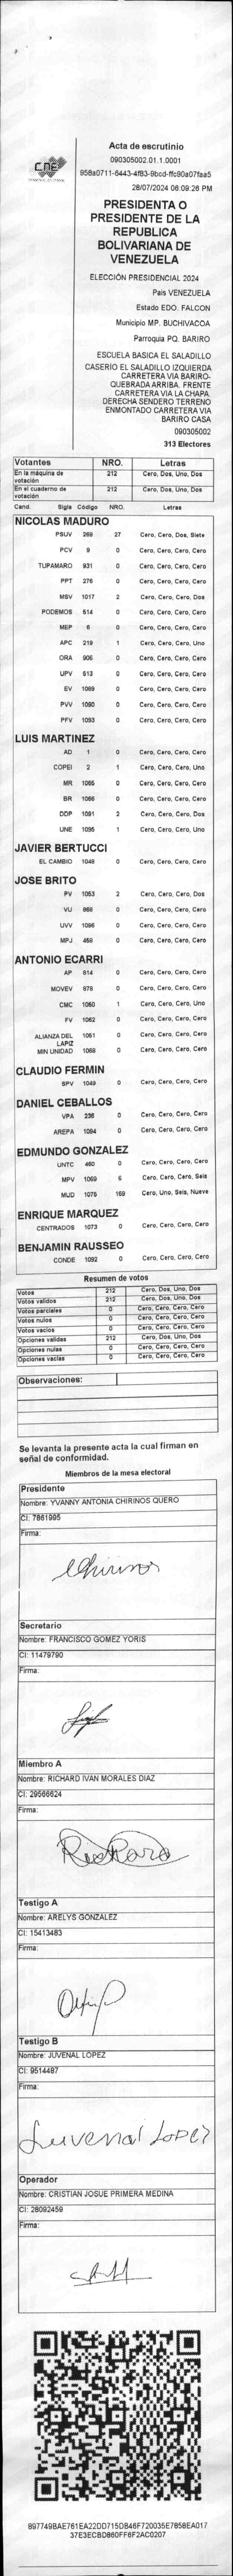 CNE
Acta de escrutinio
090305002.01.1.0001
958a0711-6443-4f83-9bcd-ffc90a07faa5
28/07/2024 06:09:26 PM
PRESIDENTA O
PRESIDENTE DE LA
REPUBLICA
BOLIVARIANA DE
VENEZUELA
ELECCIÓN PRESIDENCIAL 2024
Pais VENEZUELA
Estado EDO. FALCON
Municipio MP. BUCHIVACOA
Parroquia PQ. BARIRO
ESCUELA BASICA EL SALADILLO
CASERIO EL SALADILLO IZQUIERDA
CARRETERA VIA BARIRO-
QUEBRADA ARRIBA. FRENTE
CARRETERA VIA LA CHAPA.
DERECHA SENDERO TERRENO
ENMONTADO CARRETERA VIA
BARIRO CASA
090305002
313 Electores
Votantes NRO. Letras
En la máquina de votación 212 Cero, Dos, Uno, Dos
En el cuaderno de votación 212 Cero, Dos, Uno, Dos
Cand. Sigla Código NRO. Letras
NICOLAS MADURO
PSUV 269 27 Cero, Cero, Dos, Siete
PCV 9 0 Cero, Cero, Cero, Cero
TUPAMARO 931 0 Cero, Cero, Cero, Cero
PPT 276 0 Cero, Cero, Cero, Cero
MSV 1017 2 Cero, Cero, Cero, Dos
PODEMOS 514 0 Cero, Cero, Cero, Cero
MEP 6 0 Cero, Cero, Cero, Cero
APC 219 1 Cero, Cero, Cero, Uno
ORA 906 0 Cero, Cero, Cero, Cero
UPV 613 0 Cero, Cero, Cero, Cero
EV 1089 0 Cero, Cero, Cero, Cero
PVV 1090 0 Cero, Cero, Cero, Cero
PFV 1093 0 Cero, Cero, Cero, Cero
LUIS MARTINEZ
AD 1 0 Cero, Cero, Cero, Cero
COPEI 2 1 Cero, Cero, Cero, Uno
MR 1065 0 Cero, Cero, Cero, Cero
BR 1066 0 Cero, Cero, Cero, Cero
DDP 1091 2 Cero, Cero, Cero, Dos
UNE 1095 1 Cero, Cero, Cero, Uno
JAVIER BERTUCCI
EL CAMBIO 1048 0 Cero, Cero, Cero, Cero
JOSE BRITO
PV 1053 2 Cero, Cero, Cero, Dos
VU 868 0 Cero, Cero, Cero, Cero
UVV 1096 0 Cero, Cero, Cero, Cero
MPJ 459 0 Cero, Cero, Cero, Cero
ANTONIO ECARRI
AP 814 0 Cero, Cero, Cero, Cero
MOVEV 878 0 Cero, Cero, Cero, Cero
CMC 1050 1 Cero, Cero, Cero, Uno
FV 1062 0 Cero, Cero, Cero, Cero
ALIANZA DEL LAPIZ 1051 0 Cero, Cero, Cero, Cero
MIN UNIDAD 1068 0 Cero, Cero, Cero, Cero
CLAUDIO FERMIN
SPV 1049 0 Cero, Cero, Cero, Cero
DANIEL CEBALLOS
VPA 236 0 Cero, Cero, Cero, Cero
AREPA 1094 0 Cero, Cero, Cero, Cero
EDMUNDO GONZALEZ
UNTC 460 0 Cero, Cero, Cero, Cero
MPV 1069 6 Cero, Cero, Cero, Seis
MUD 1075 169 Cero, Uno, Seis, Nueve
ENRIQUE MARQUEZ
CENTRADOS 1073 0 Cero, Cero, Cero, Cero
BENJAMIN RAUSSEO
CONDE 1092 0 Cero, Cero, Cero, Cero
Resumen de votos
Votos 212 Cero, Dos, Uno, Dos
Votos validos 212 Cero, Dos, Uno, Dos
Votos parciales 0 Cero, Cero, Cero, Cero
Votos nulos 0 Cero, Cero, Cero, Cero
Votos vacios 0 Cero, Cero, Cero, Cero
Opciones validas 212 Cero, Dos, Uno, Dos
Opciones nulas 0 Cero, Cero, Cero, Cero
Opciones vacias 0 Cero, Cero, Cero, Cero
Observaciones:
Se levanta la presente acta la cual firman en
señal de conformidad.
Miembros de la mesa electoral
Presidente
Nombre: YVANNY ANTONIA CHIRINOS QUERO
CI: 7861995
Firma:
Chirinos
Secretario
Nombre: FRANCISCO GOMEZ YORIS
CI: 11479790
Firma:
Miembro A
Nombre: RICHARD IVAN MORALES DIAZ
CI: 29566624
Firma:
Richard
Testigo A
Nombre: ARELYS GONZALEZ
CI: 15413483
Firma:
Testigo B
Nombre: JUVENAL LOPEZ
CI: 9514487
Firma:
Juvenal Lopez
Operador
Nombre: CRISTIAN JOSUE PRIMERA MEDINA
CI: 28092459
Firma:
897749BAE761EA22DD715DB46F720035E7858EA017
37E3ECBD860FF6F2AC0207